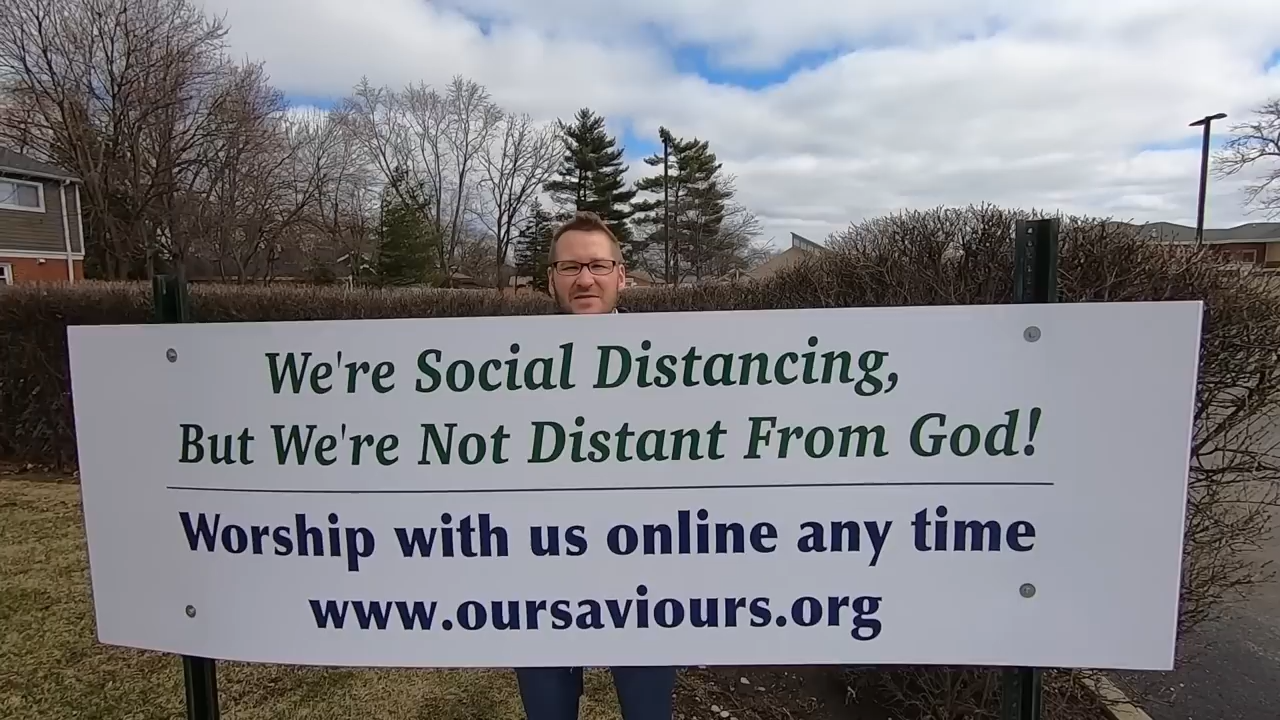 We're Social Distancing,
But We're Not Distant From God!
Worship with us online any time
www.oursaviours.org